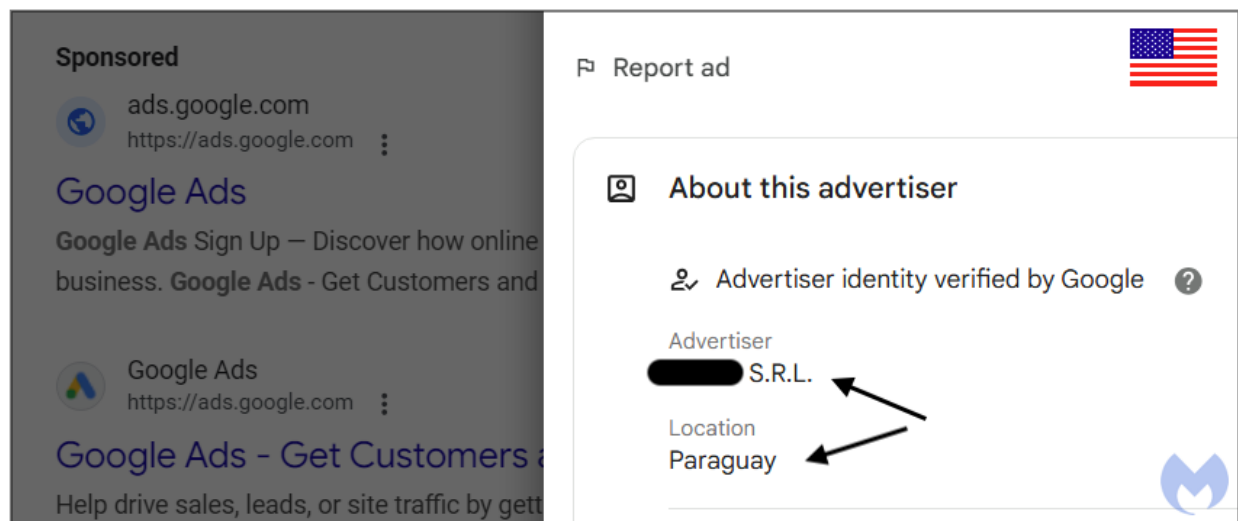 Sponsored
ads.google.com
https://ads.google.com
Google Ads
Google Ads Sign Up — Discover how online
business. Google Ads - Get Customers and
Google Ads
https://ads.google.com
Google Ads - Get Customers
Help drive sales, leads, or site traffic by gett
Report ad
About this advertiser
Advertiser identity verified by Google
Advertiser
S.R.L.
Location
Paraguay